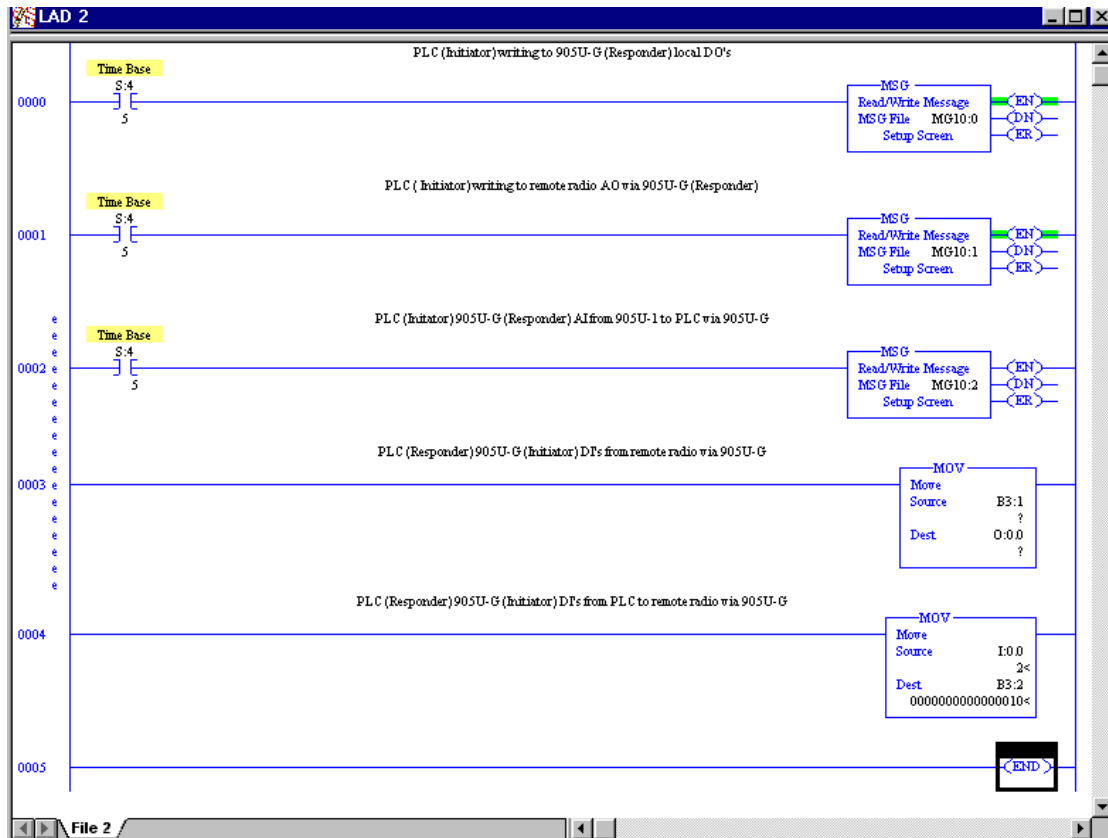 LAD 2
PLC (Initiator) writing to 905U-G (Responder) local DO's
Time Base
S:4
5
0000
MSG
Read/Write Message
MSG File MG10:0
Setup Screen
EN
DN
ER
PLC ( Initiator) writing to remote radio AO via 905U-G (Responder)
Time Base
S:4
5
0001
MSG
Read/Write Message
MSG File MG10:1
Setup Screen
EN
DN
ER
PLC (Initator) 905U-G (Responder) AI from 905U-1 to PLC via 905U-G
e
e
Time Base
S:4
5
e
0002 e
e
MSG
Read/Write Message
MSG File MG10:2
Setup Screen
EN
DN
ER
e
e
e
e
PLC (Responder) 905U-G (Initiator) DI's from remote radio via 905U-G
e
e
0003 e
e
e
e
e
e
e
MOV
Move
Source B3:1
?
Dest O:0.0
?
PLC (Responder) 905U-G (Initiator) DI's from PLC to remote radio via 905U-G
0004
MOV
Move
Source I:0.0
2<
Dest B3:2
0000000000000010<
0005
END
File 2